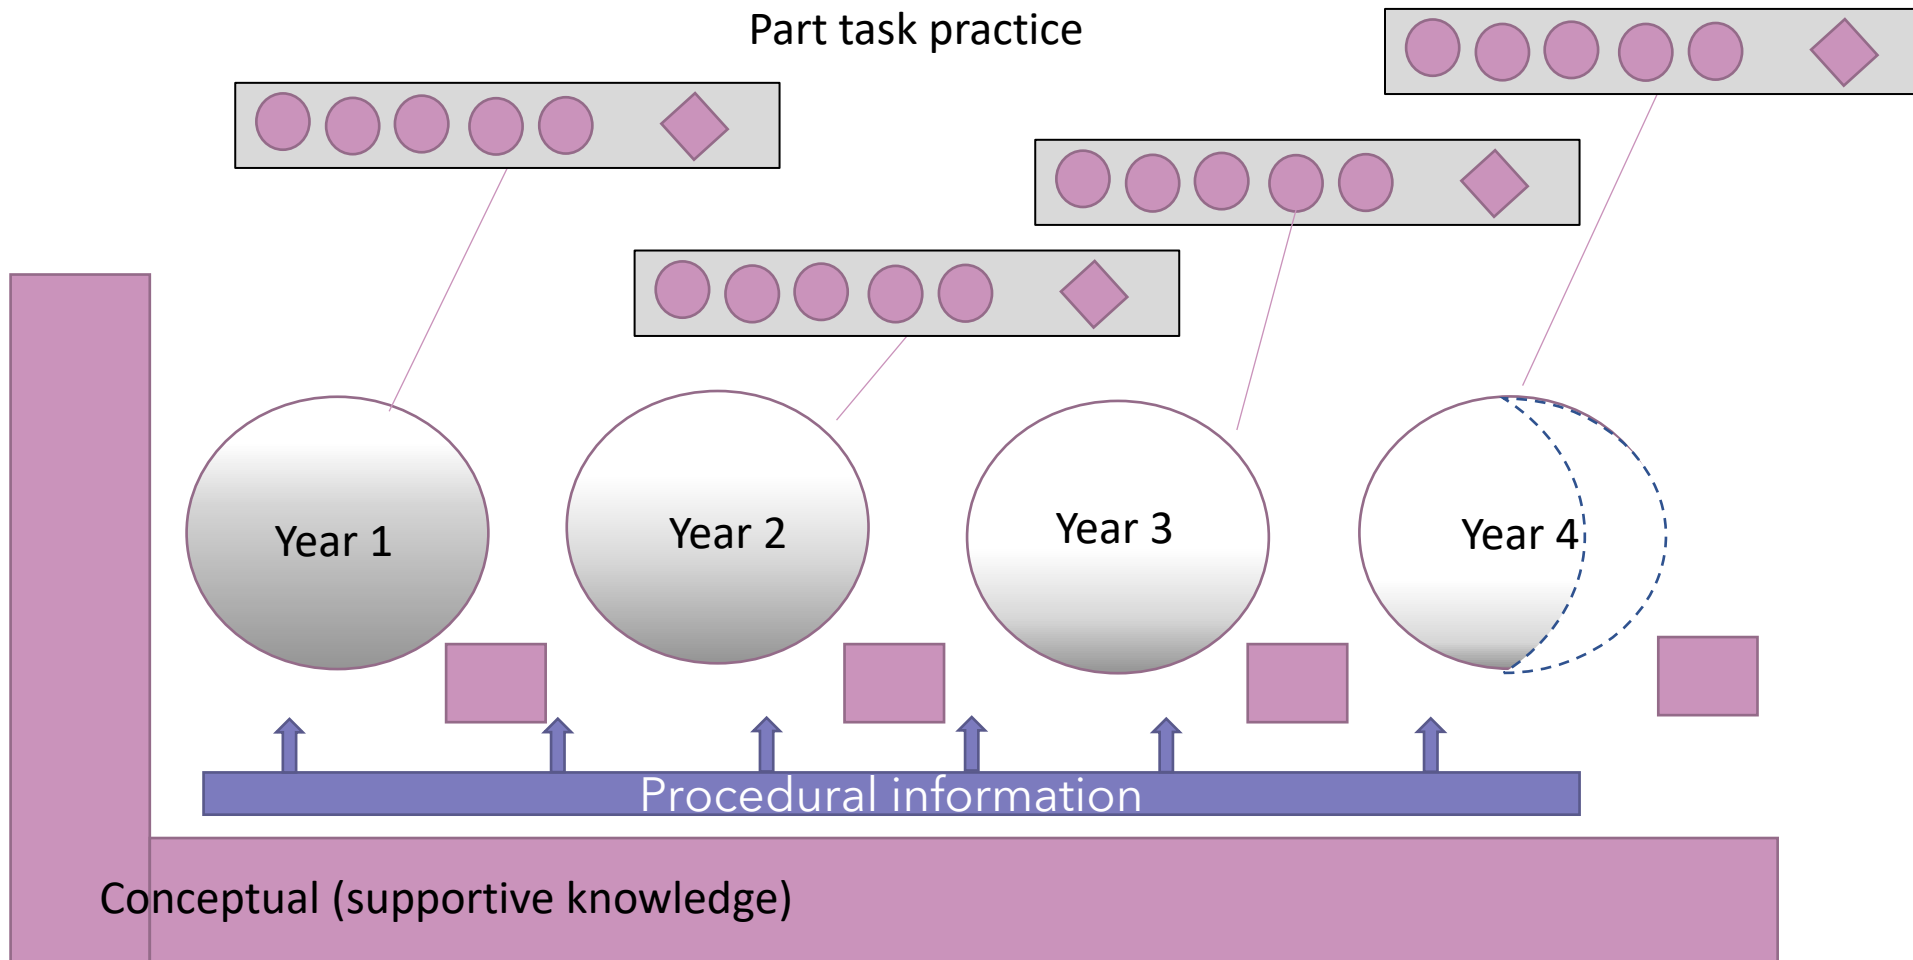 Part task practice
Year 1
Year 2
Year 3
Year 4
Procedural information
Conceptual (supportive knowledge)